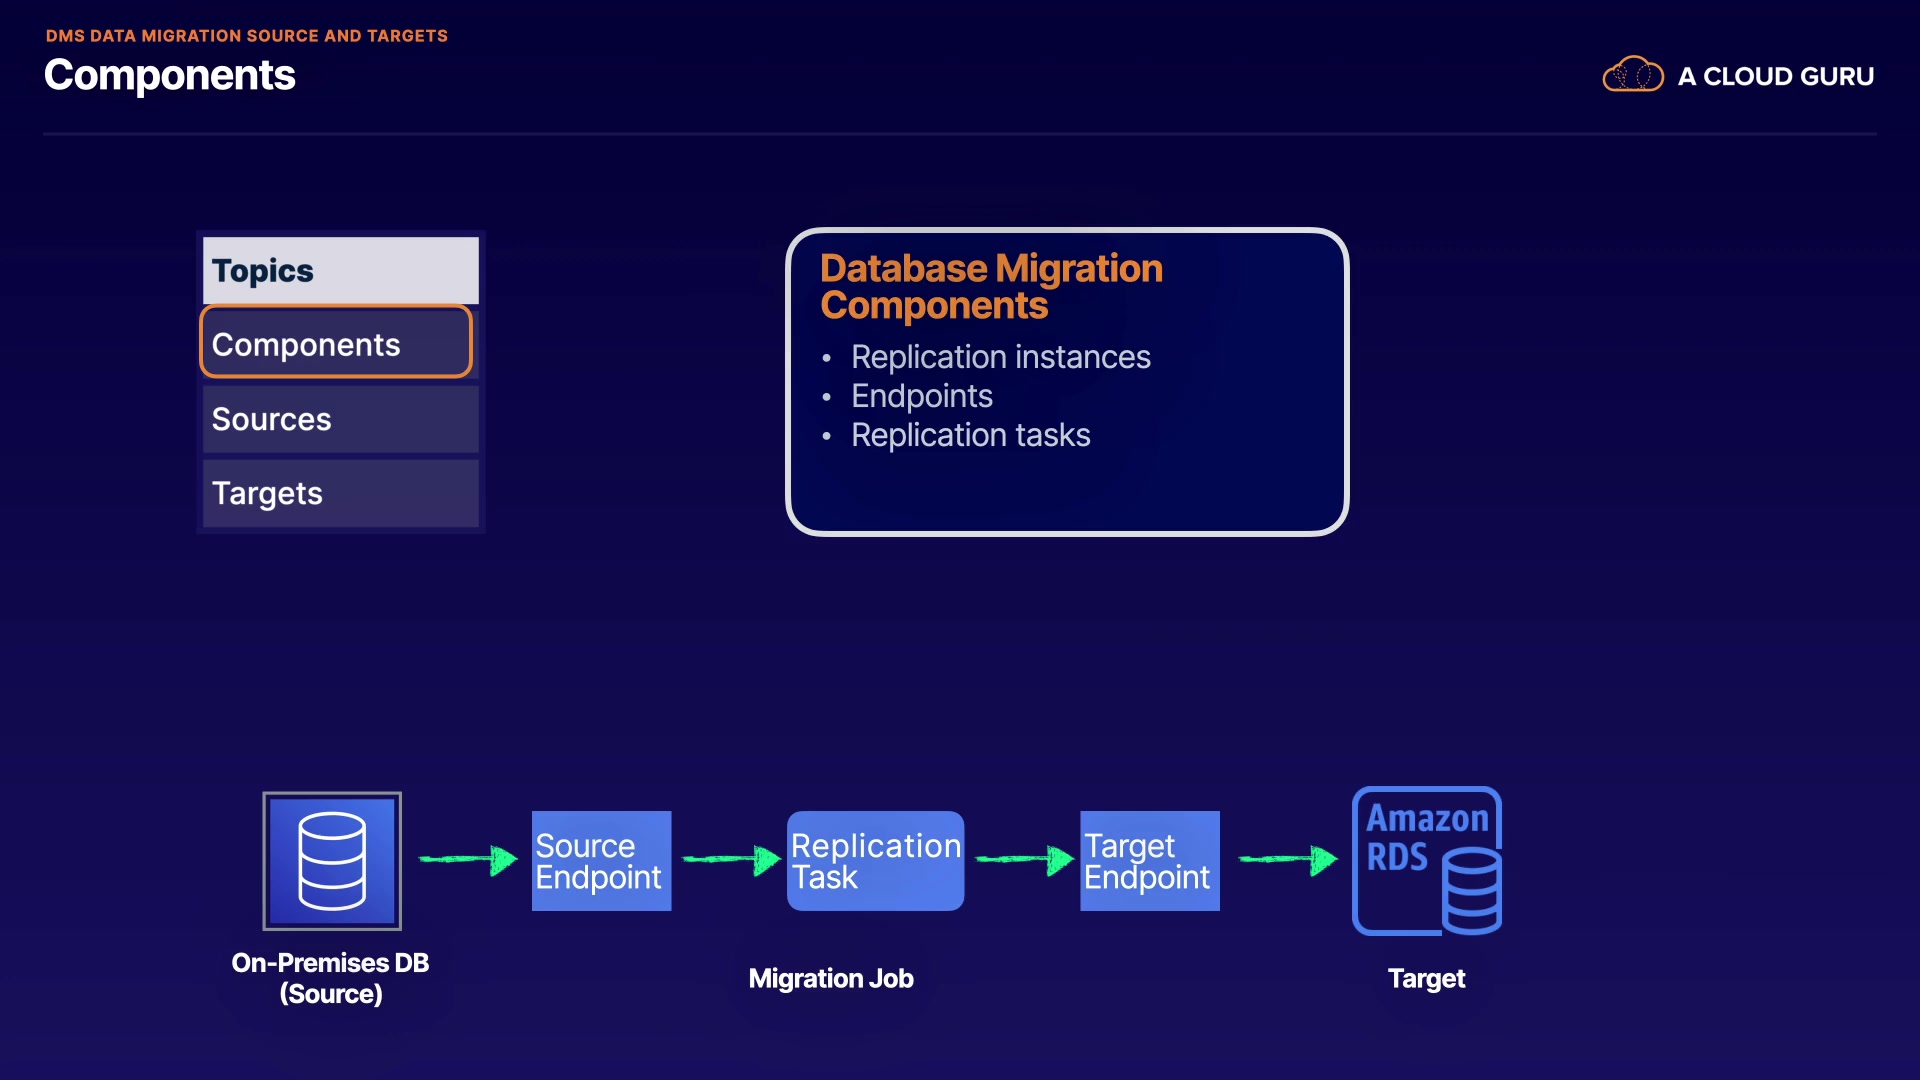 DMS DATA MIGRATION SOURCE AND TARGETS
Components
A CLOUD GURU
Topics
Components
Sources
Targets
Database Migration
Components
• Replication instances
• Endpoints
• Replication tasks
Source
Endpoint
Replication
Task
Target
Endpoint
Amazon
RDS
On-Premises DB
(Source)
Migration Job
Target